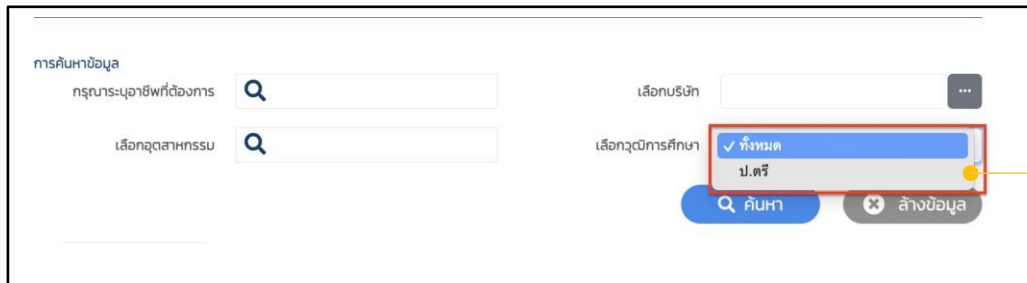 การค้นหาข้อมูล
กรุณาระบุอาชีพที่ต้องการ เลือกบริษัท ...
เลือกอุตสาหกรรม เลือกวุฒิการศึกษา ✓ ทั้งหมด
ป.ตรี
ค้นหา ล้างข้อมูล